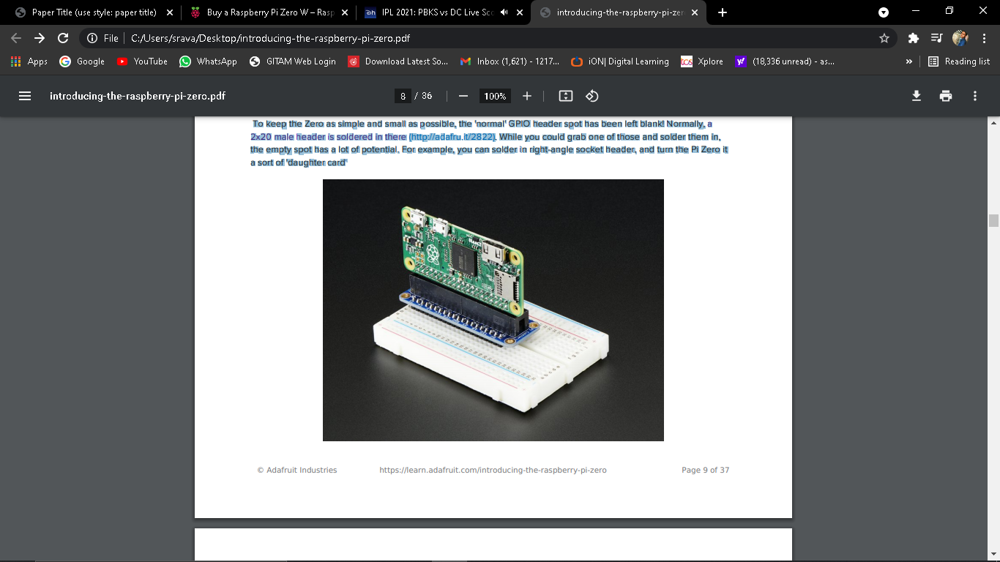 Paper Title (use style: paper title)
Buy a Raspberry Pi Zero W – Rasp
IPL 2021: PBKS vs DC Live Sco
introducing-the-raspberry-pi-zer
File
C:/Users/srava/Desktop/introducing-the-raspberry-pi-zero.pdf
Apps
Google
YouTube
WhatsApp
GITAM Web Login
Download Latest So...
Inbox (1,621) - 1217...
iON| Digital Learning
tcs
Xplore
(18,336 unread) - as...
»
Reading list
introducing-the-raspberry-pi-zero.pdf
8 / 36
100%
To keep the Zero as simple and small as possible, the 'normal' GPIO header spot has been left blank! Normally, a
2x20 male header is soldered in there (http://adafru.it/2822). While you could grab one of those and solder them in,
the empty spot has a lot of potential. For example, you can solder in right-angle socket header, and turn the Pi Zero it
a sort of 'daughter card'
© Adafruit Industries
https://learn.adafruit.com/introducing-the-raspberry-pi-zero
Page 9 of 37